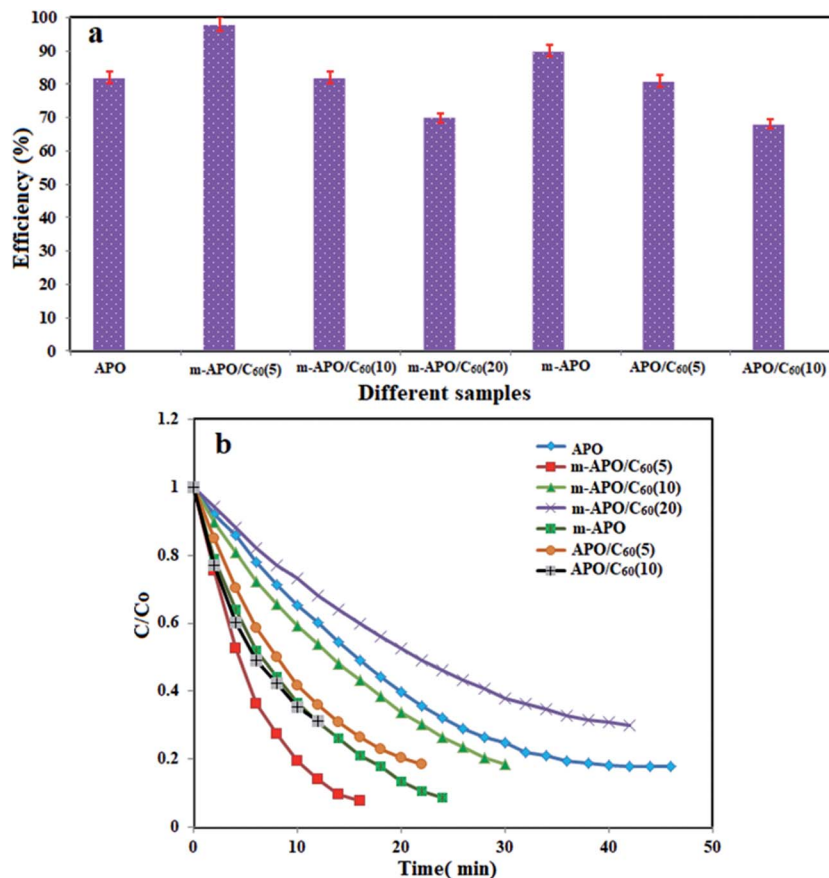 a
100
90
80
70
60
50
40
30
20
10
0
Efficiency (%)
APO
m-APO/C₆₀(5)
m-APO/C₆₀(10)
m-APO/C₆₀(20)
m-APO
APO/C₆₀(5)
APO/C₆₀(10)
Different samples
b
1.2
1
0.8
0.6
0.4
0.2
0
C/Co
APO
m-APO/C₆₀(5)
m-APO/C₆₀(10)
m-APO/C₆₀(20)
m-APO
APO/C₆₀(5)
APO/C₆₀(10)
0 10 20 30 40 50
Time( min)